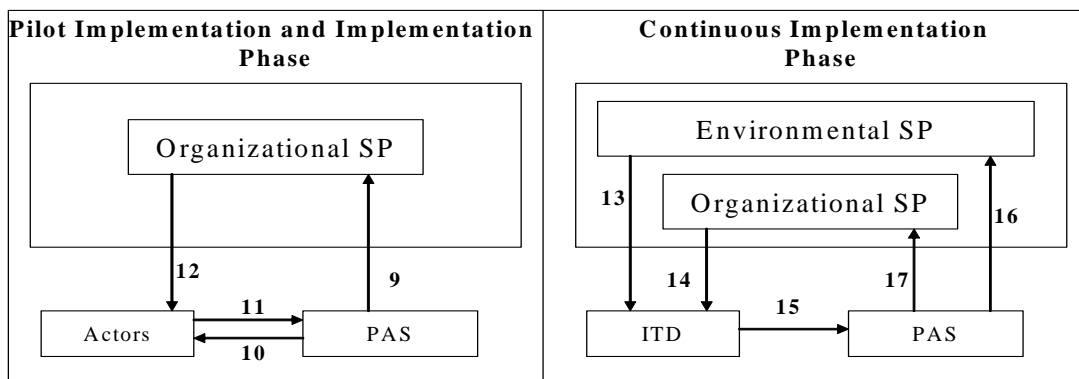 Pilot Implementation and Implementation
Phase
Organizational SP
12
9
11
Actors
PAS
10
Continuous Implementation
Phase
Environmental SP
13
Organizational SP
16
14
17
15
ITD
PAS